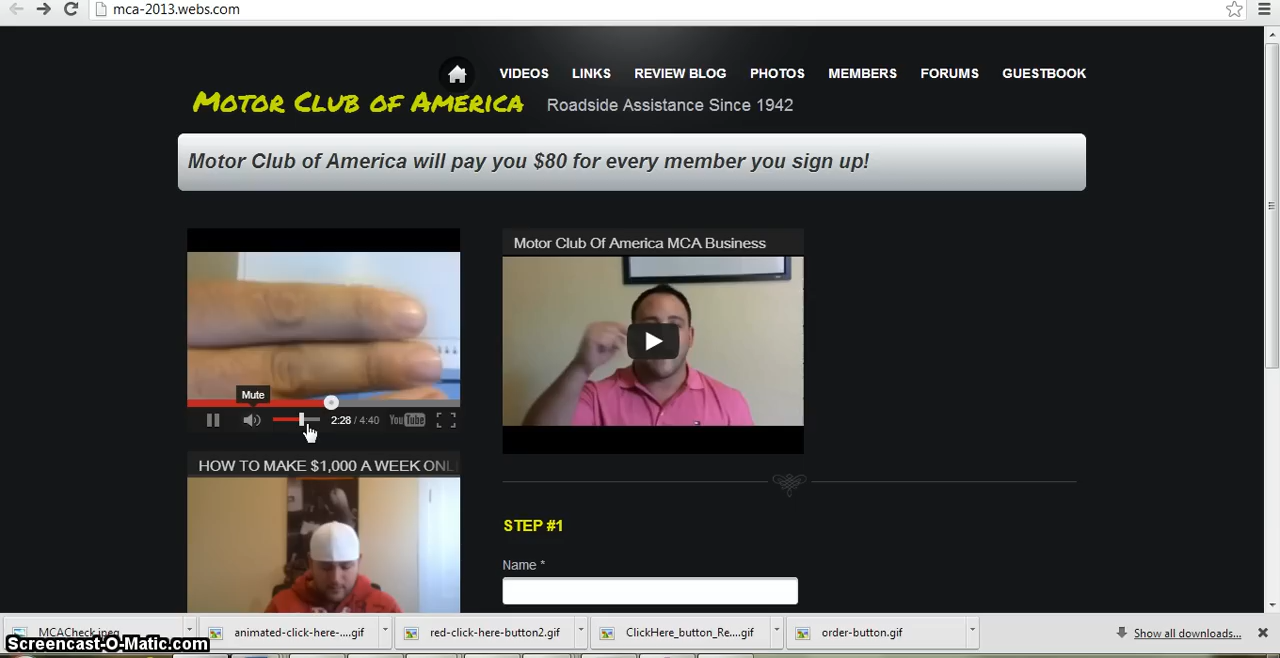 mca-2013.webs.com
VIDEOS LINKS REVIEW BLOG PHOTOS MEMBERS FORUMS GUESTBOOK
MOTOR CLUB OF AMERICA Roadside Assistance Since 1942
Motor Club of America will pay you $80 for every member you sign up!
Motor Club Of America MCA Business
Mute
2:28 / 4:40 YouTube
HOW TO MAKE $1,000 A WEEK ONL
STEP #1
Name *
MCACheck.jpeg animated-click-here-....gif red-click-here-button2.gif ClickHere_button_Re....gif order-button.gif Show all downloads...
Screencast-O-Matic.com